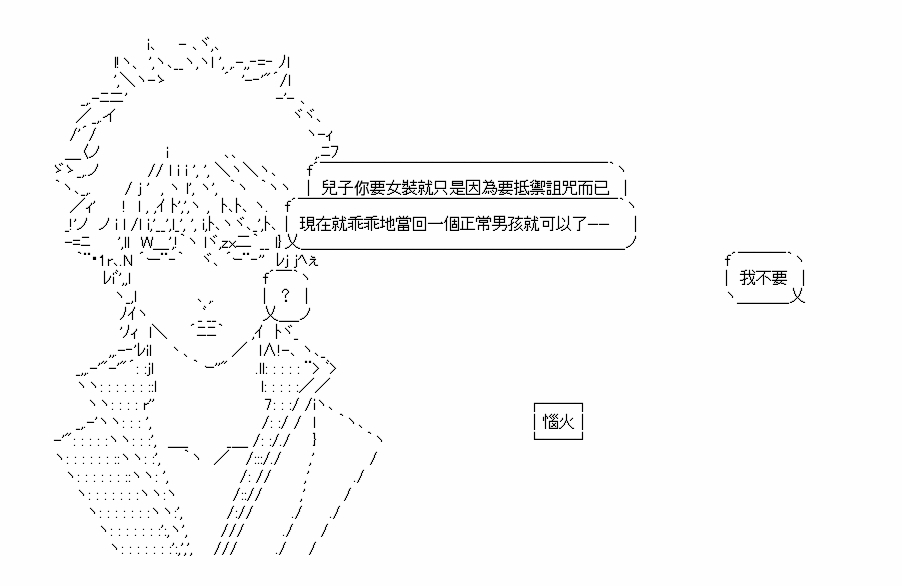 兒子你要女裝就只是因為要抵禦詛咒而已
現在就乖乖地當回一個正常男孩就可以了——
我不要
？
惱火